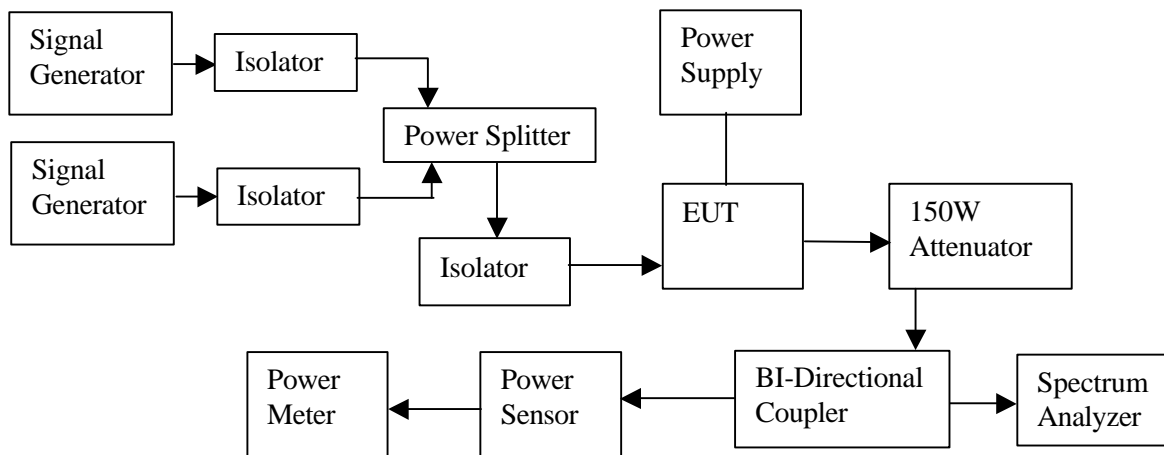 Signal
Generator
Isolator
Power
Supply
Power Splitter
Signal
Generator
Isolator
EUT
150W
Attenuator
Isolator
Power
Meter
Power
Sensor
BI-Directional
Coupler
Spectrum
Analyzer